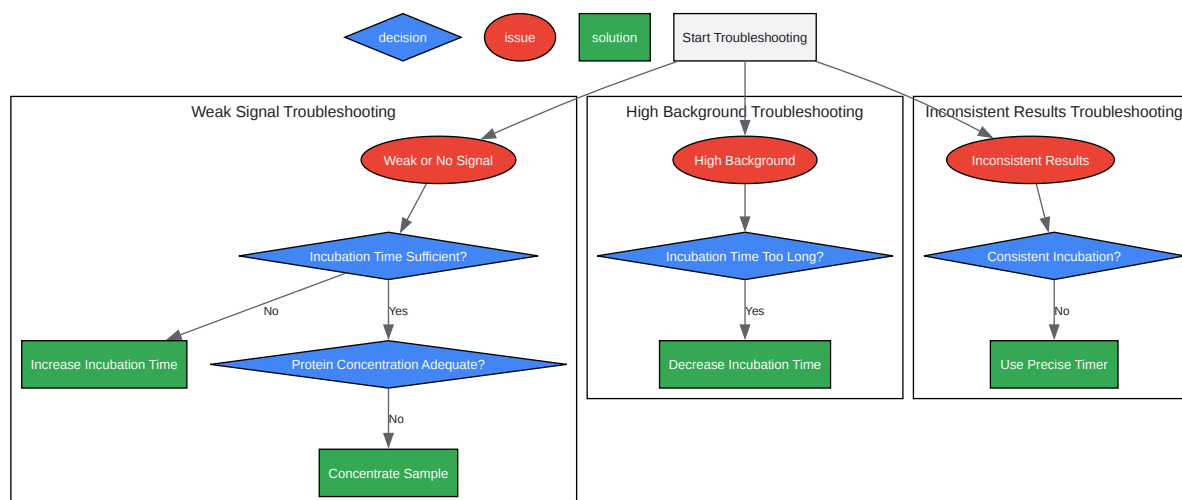 decision
issue
solution
Start Troubleshooting
Weak Signal Troubleshooting
High Background Troubleshooting
Inconsistent Results Troubleshooting
Weak or No Signal
High Background
Inconsistent Results
Incubation Time Sufficient?
Incubation Time Too Long?
Consistent Incubation?
No
Yes
Yes
No
Increase Incubation Time
Protein Concentration Adequate?
Decrease Incubation Time
Use Precise Timer
No
Concentrate Sample